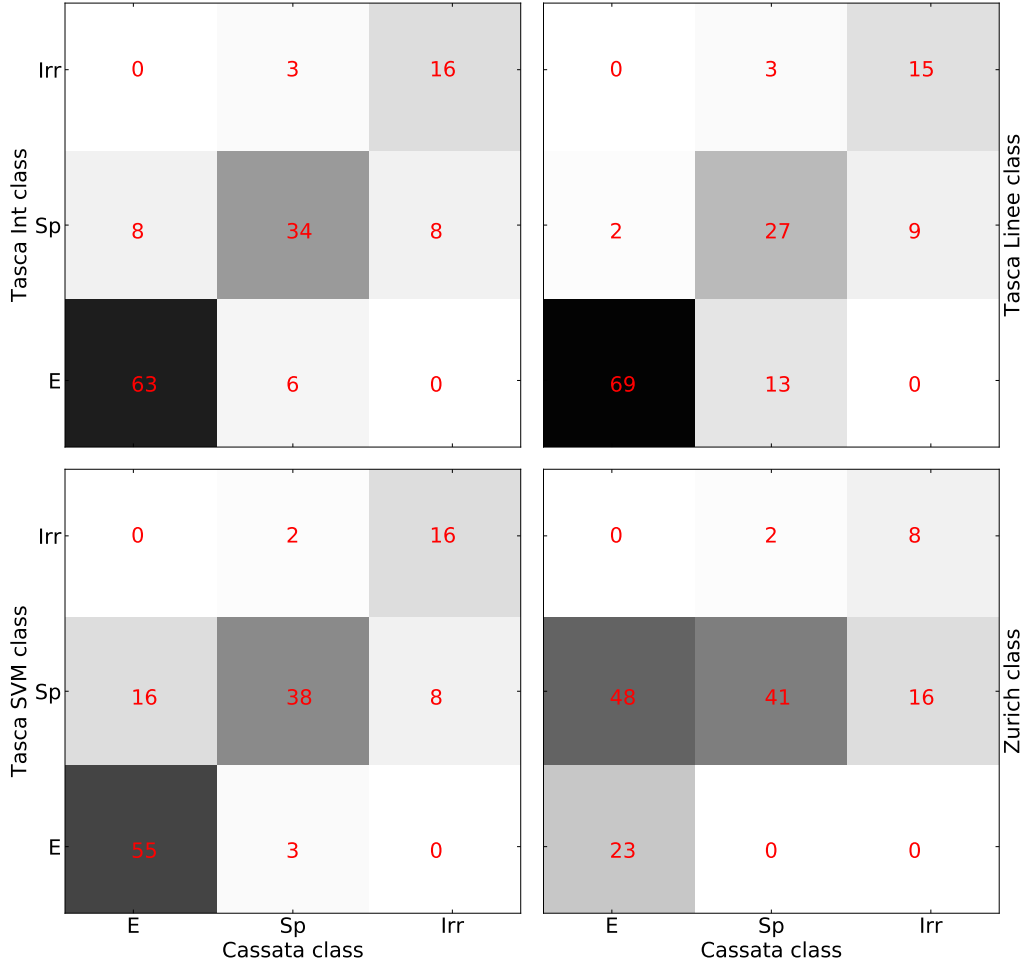 Irr 0 3 16
Sp 8 34 8
E 63 6 0
Tasca Int class
0 3 15
2 27 9
69 13 0
Tasca Linee class
Irr 0 2 16
Sp 16 38 8
E 55 3 0
Tasca SVM class
E Sp Irr
Cassata class
0 2 8
48 41 16
23 0 0
Zurich class
E Sp Irr
Cassata class